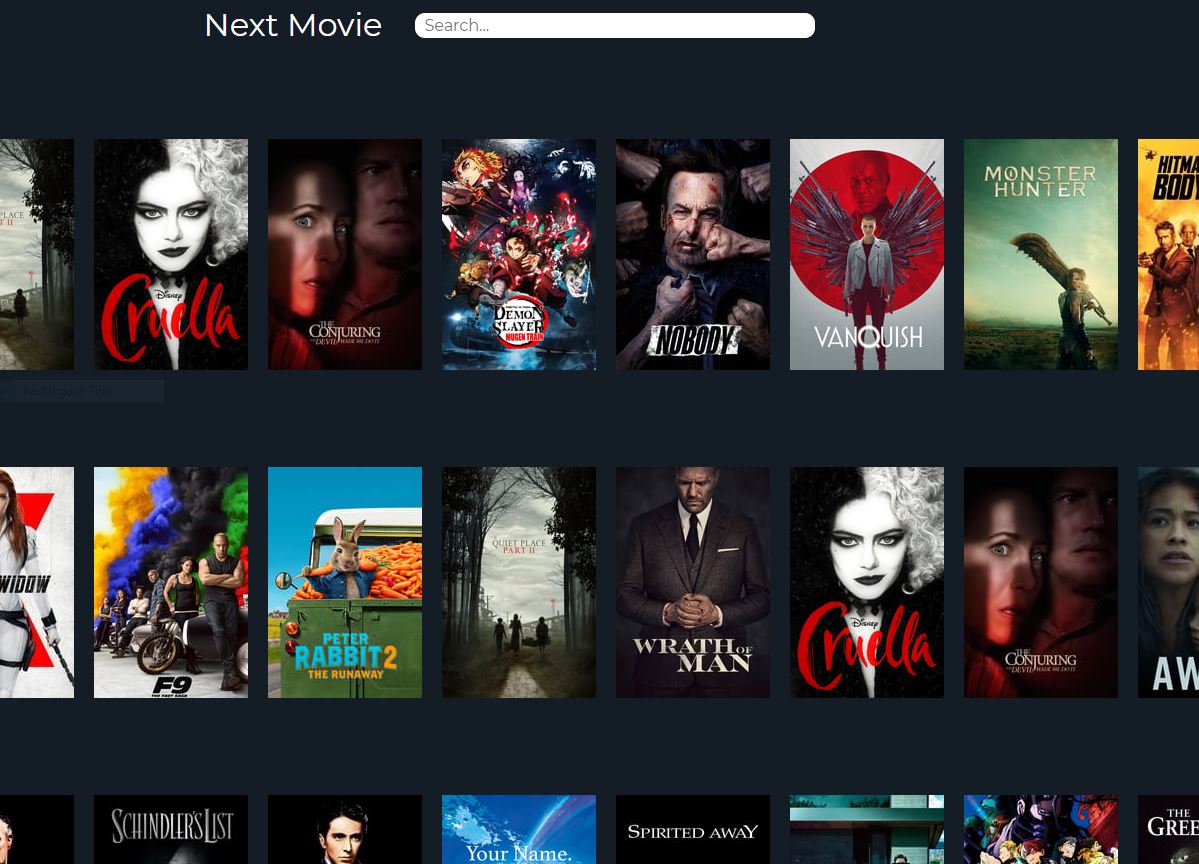 Next Movie
Search...
PLACE
T II
Disney
Cruella
THE
CONJURING
THE DEVIL MADE ME DO IT
DEMON
SLAYER
MUGEN TRAIN
NOBODY
VANQUISH
MONSTER
HUNTER
HITMA
BODY
Rectangular Snip
WIDOW
F9
THE FAST SAGA
PETER
RABBIT 2
THE RUNAWAY
QUIET PLACE
PART II
WRATH OF
MAN
Disney
Cruella
THE
CONJURING
THE DEVIL MADE ME DO IT
AW
SCHINDLER'S LIST
Your Name.
SPIRITED AWAY
THE
GREE